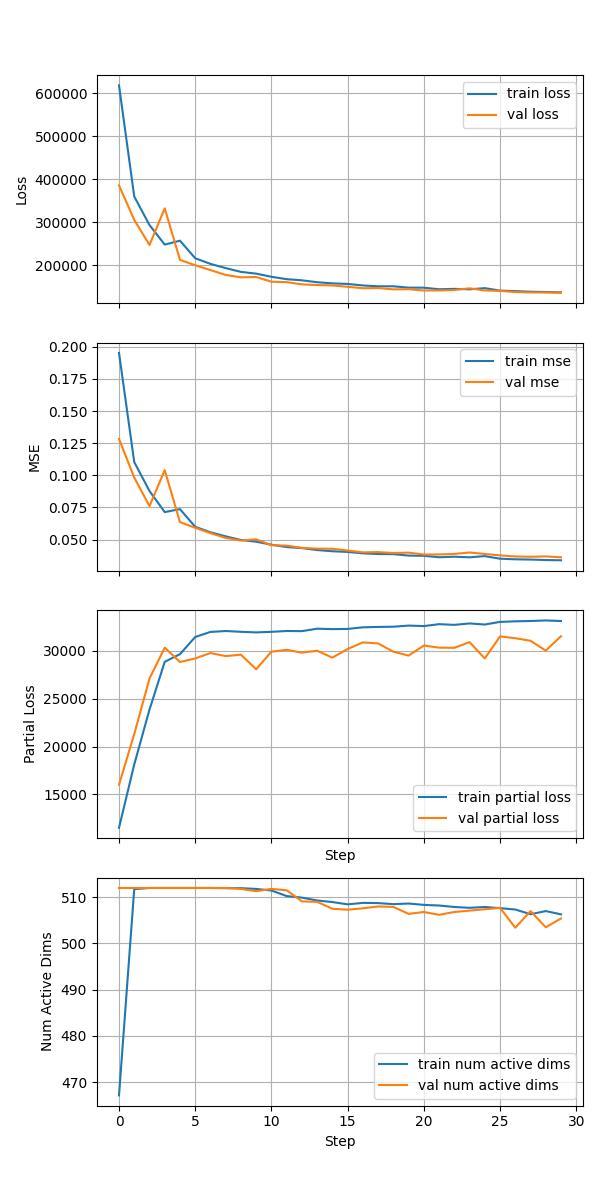 600000
500000
400000
300000
200000
Loss
train loss
val loss
0.200
0.175
0.150
0.125
0.100
0.075
0.050
MSE
train mse
val mse
30000
25000
20000
15000
Partial Loss
train partial loss
val partial loss
Step
510
500
490
480
470
Num Active Dims
train num active dims
val num active dims
0 5 10 15 20 25 30
Step